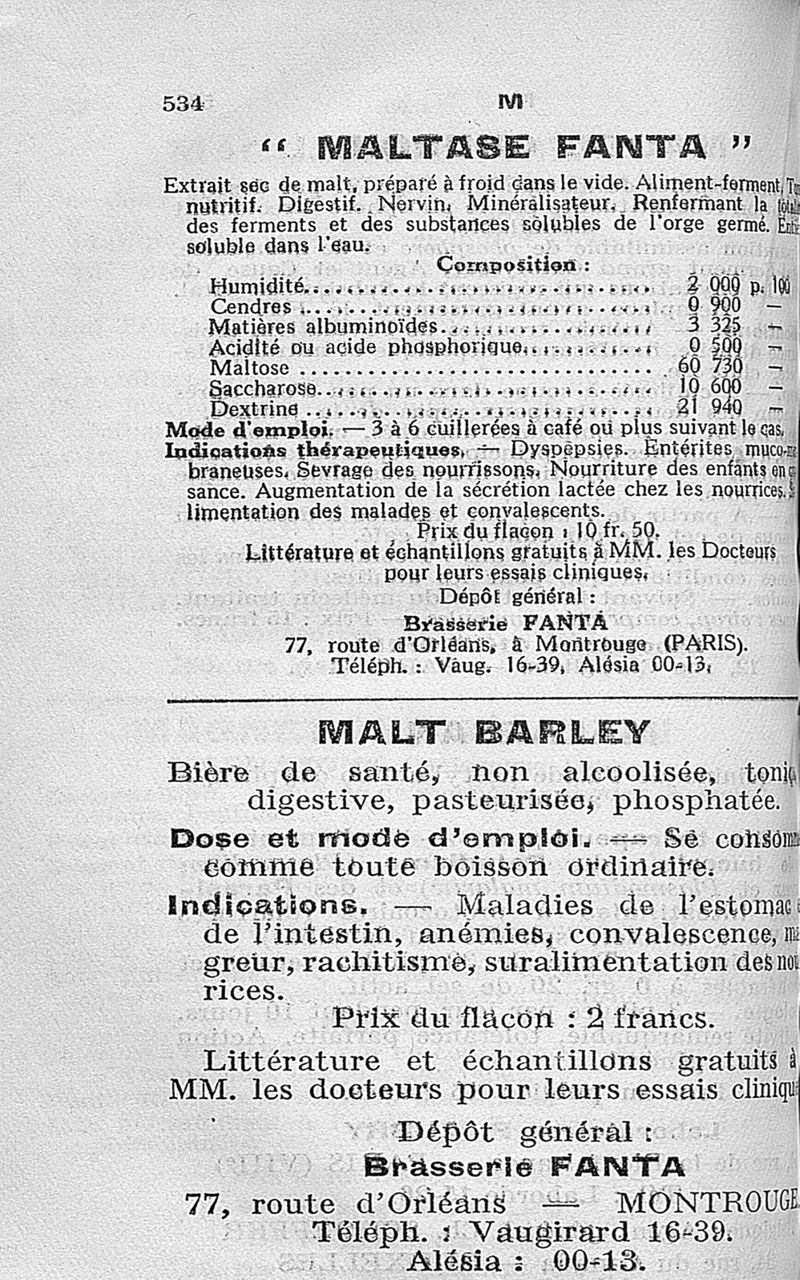 534 M
“ MALTASE FANTA ”
Extrait sec de malt, préparé à froid dans le vide. Aliment-ferment,
nutritif. Digestif. Nervin. Minéralisateur. Renfermant la
des ferments et des substances solubles de l'orge germé.
soluble dans l'eau.
Composition :
Humidité. . . . . . . . . . . . . . . . . . . . . . . . . . . . 2 000 p. 100
Cendres . . . . . . . . . . . . . . . . . . . . . . . . . . . . 0 900 —
Matières albuminoïdes. . . . . . . . . . . . . . . . . 3 325 —
Acidité ou acide phosphorique. . . . . . . . . . . 0 500 —
Maltose . . . . . . . . . . . . . . . . . . . . . . . . . . . . 60 730 —
Saccharose. . . . . . . . . . . . . . . . . . . . . . . . . . 10 600 —
Dextrine . . . . . . . . . . . . . . . . . . . . . . . . . . . 21 940 —
Mode d'emploi. — 3 à 6 cuillerées à café ou plus suivant le cas.
Indications thérapeutiques. — Dyspepsies. Entérites muco-
braneuses. Sevrage des nourrissons. Nourriture des enfants en
sance. Augmentation de la sécrétion lactée chez les nourrices.
limentation des malades et convalescents.
Prix du flacon : 10 fr. 50.
Littérature et échantillons gratuits à MM. les Docteurs
pour leurs essais cliniques.
Dépôt général :
Brasserie FANTA
77, route d'Orléans, à Montrouge (PARIS).
Téléph. : Vaug. 16-39, Alésia 00-13.
MALT BARLEY
Bière de santé, non alcoolisée,
digestive, pasteurisée, phosphatée.
Dose et mode d'emploi. — Se
comme toute boisson ordinaire.
Indications. — Maladies de l'estomac
de l'intestin, anémies, convalescence,
greur, rachitisme, suralimentation des
rices.
Prix du flacon : 2 francs.
Littérature et échantillons gratuits à
MM. les docteurs pour leurs essais
Dépôt général :
Brasserie FANTA
77, route d'Orléans — MONTROUGE
Téléph. : Vaugirard 16-39.
Alésia : 00-13.